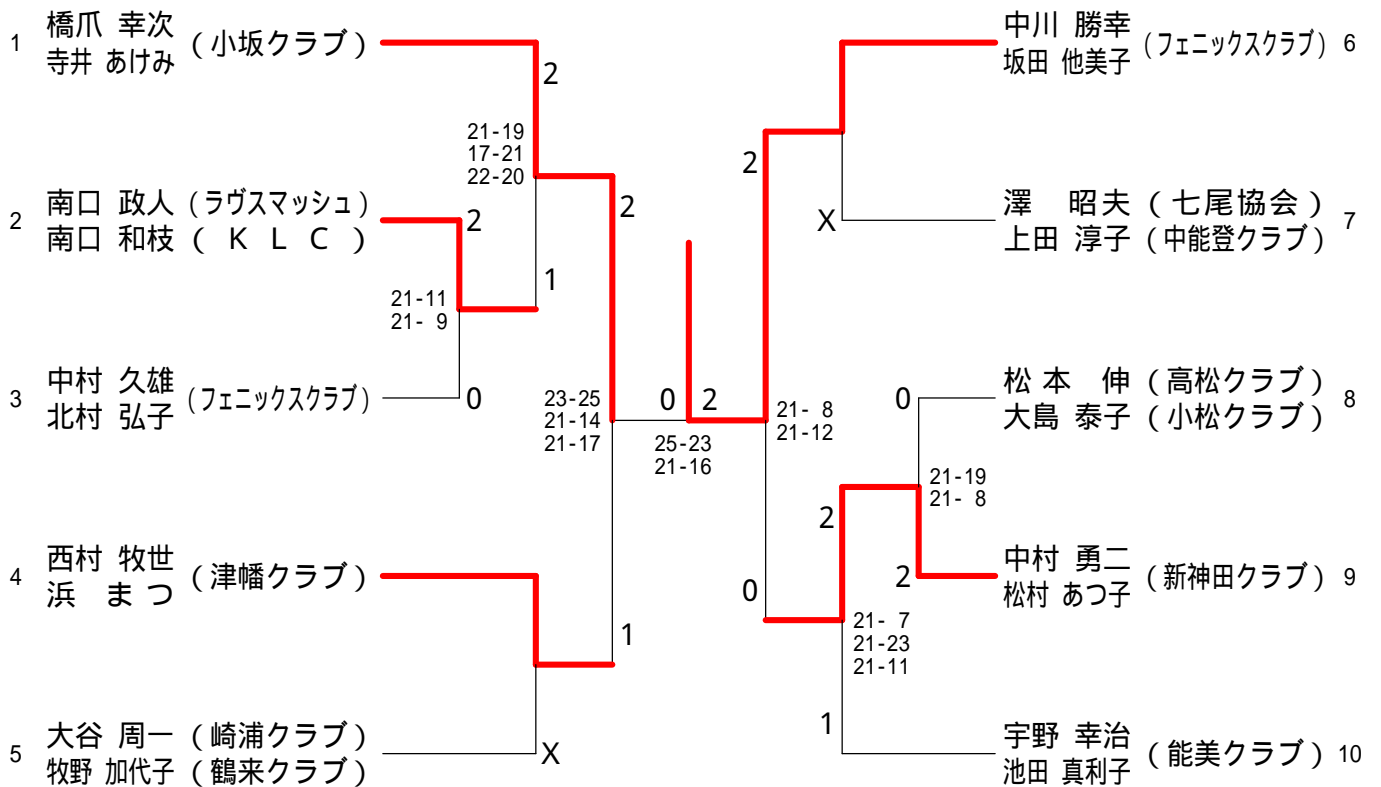 1 橋爪 幸次 (小坂クラブ)
寺井 あけみ
2
21-19
17-21
22-20
2 南口 政人 (ラヴスマッシュ)
南口 和枝 (KLC)
2
2
1
21-11
21- 9
3 中村 久雄 (フェニックスクラブ)
北村 弘子
0
23-25
21-14
21-17
4 西村 牧世 (津幡クラブ)
浜 まつ
1
5 大谷 周一 (崎浦クラブ)
牧野 加代子 (鶴来クラブ)
X
0 2
25-23
21-16
中川 勝幸 (フェニックスクラブ) 6
坂田 他美子
2
X
澤 昭夫 (七尾協会) 7
上田 淳子 (中能登クラブ)
21- 8
21-12
0
松本 伸 (高松クラブ) 8
大島 泰子 (小松クラブ)
21-19
21- 8
2
2
中村 勇二 (新神田クラブ) 9
松村 あつ子
0
21- 7
21-23
21-11
1
宇野 幸治 (能美クラブ) 10
池田 真利子